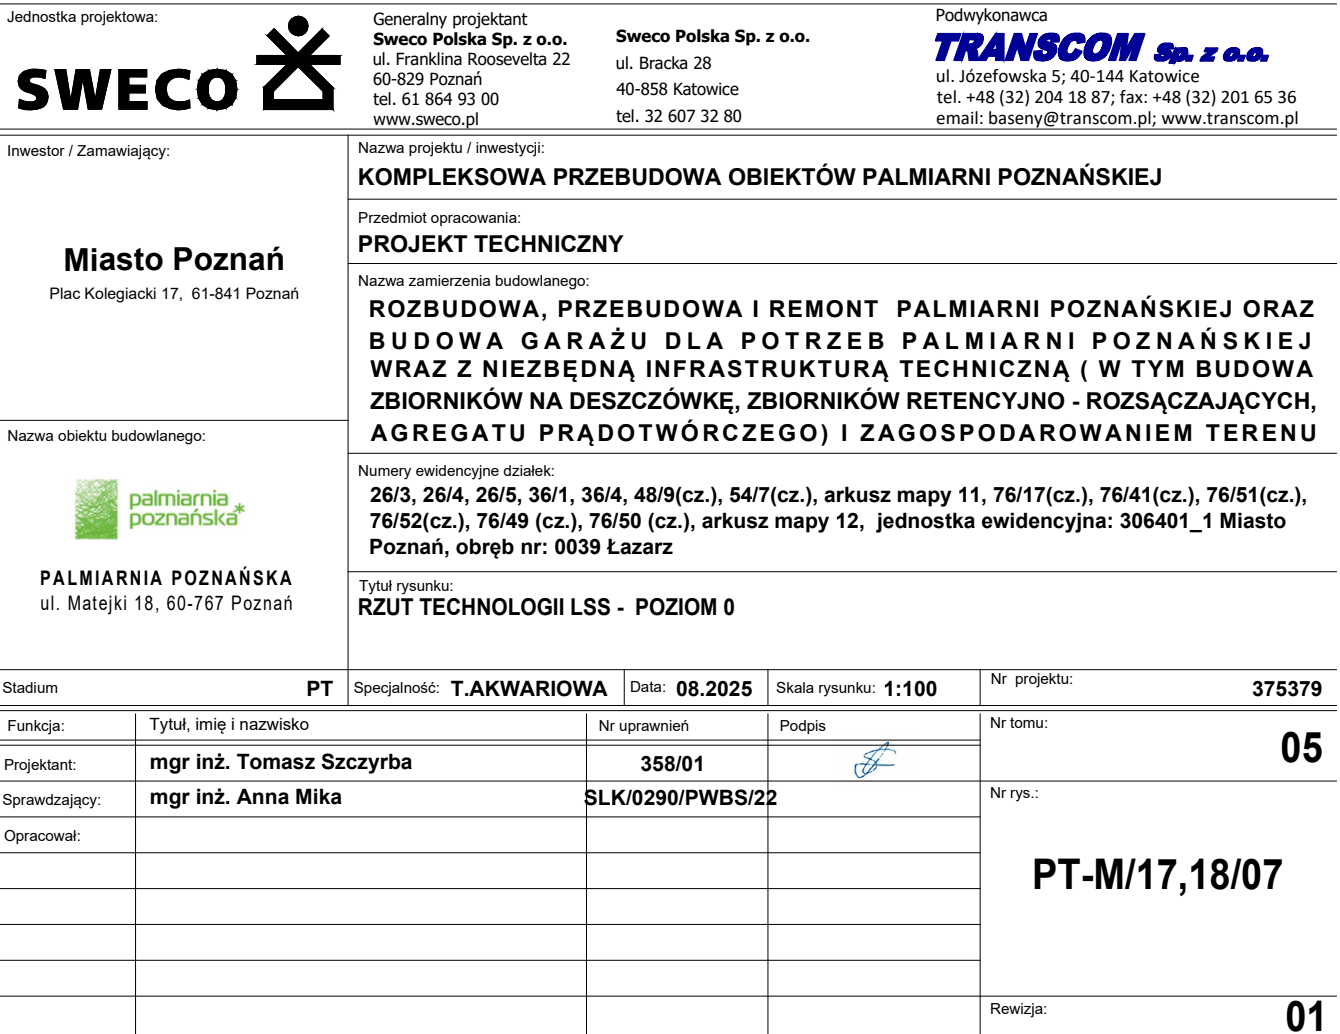 Jednostka projektowa:
SWECO
Generalny projektant
Sweco Polska Sp. z o.o.
ul. Franklina Roosevelta 22
60-829 Poznań
tel. 61 864 93 00
www.sweco.pl
Sweco Polska Sp. z o.o.
ul. Bracka 28
40-858 Katowice
tel. 32 607 32 80
Podwykonawca
TRANSCOM Sp. z o.o.
ul. Józefowska 5; 40-144 Katowice
tel. +48 (32) 204 18 87; fax: +48 (32) 201 65 36
email: baseny@transcom.pl; www.transcom.pl
Inwestor / Zamawiający:
Miasto Poznań
Plac Kolegiacki 17, 61-841 Poznań
Nazwa projektu / inwestycji:
KOMPLEKSOWA PRZEBUDOWA OBIEKTÓW PALMIARNI POZNAŃSKIEJ
Przedmiot opracowania:
PROJEKT TECHNICZNY
Nazwa zamierzenia budowlanego:
ROZBUDOWA, PRZEBUDOWA I REMONT PALMIARNI POZNAŃSKIEJ ORAZ
BUDOWA GARAŻU DLA POTRZEB PALMIARNI POZNAŃSKIEJ
WRAZ Z NIEZBĘDNĄ INFRASTRUKTURĄ TECHNICZNĄ ( W TYM BUDOWA
ZBIORNIKÓW NA DESZCZÓWKĘ, ZBIORNIKÓW RETENCYJNO - ROZSĄCZAJĄCYCH,
AGREGATU PRĄDOTWÓRCZEGO) I ZAGOSPODAROWANIEM TERENU
Nazwa obiektu budowlanego:
palmiarnia
poznańska*
PALMIARNIA POZNAŃSKA
ul. Matejki 18, 60-767 Poznań
Numery ewidencyjne działek:
26/3, 26/4, 26/5, 36/1, 36/4, 48/9(cz.), 54/7(cz.), arkusz mapy 11, 76/17(cz.), 76/41(cz.), 76/51(cz.),
76/52(cz.), 76/49 (cz.), 76/50 (cz.), arkusz mapy 12, jednostka ewidencyjna: 306401_1 Miasto
Poznań, obręb nr: 0039 Łazarz
Tytuł rysunku:
RZUT TECHNOLOGII LSS - POZIOM 0
Stadium PT
Specjalność: T.AKWARIOWA
Data: 08.2025
Skala rysunku: 1:100
Nr projektu: 375379
Funkcja: Tytuł, imię i nazwisko Nr uprawnień Podpis
Projektant: mgr inż. Tomasz Szczyrba 358/01
Sprawdzający: mgr inż. Anna Mika SLK/0290/PWBS/22
Opracował:
Nr tomu: 05
Nr rys.:
PT-M/17,18/07
Rewizja: 01